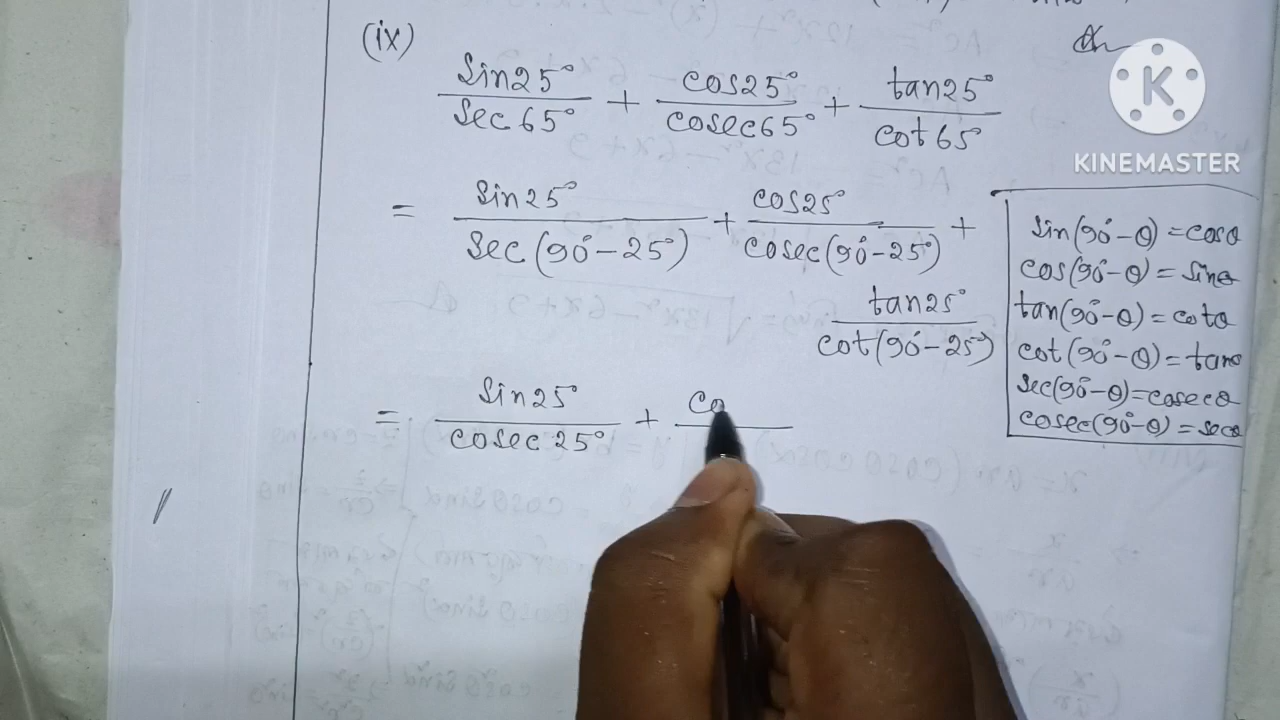 (ix)
sin25°/sec65° + cos25°/cosec65° + tan25°/cot65°
= sin25°/sec(90°-25°) + cos25°/cosec(90°-25°) +
tan25°/cot(90°-25°)
= sin25°/cosec25° + co
sin(90°-θ)=cosθ
cos(90°-θ)=sinθ
tan(90°-θ)=cotθ
cot(90°-θ)=tanθ
sec(90°-θ)=cosecθ
cosec(90°-θ)=secθ
K
KINEMASTER